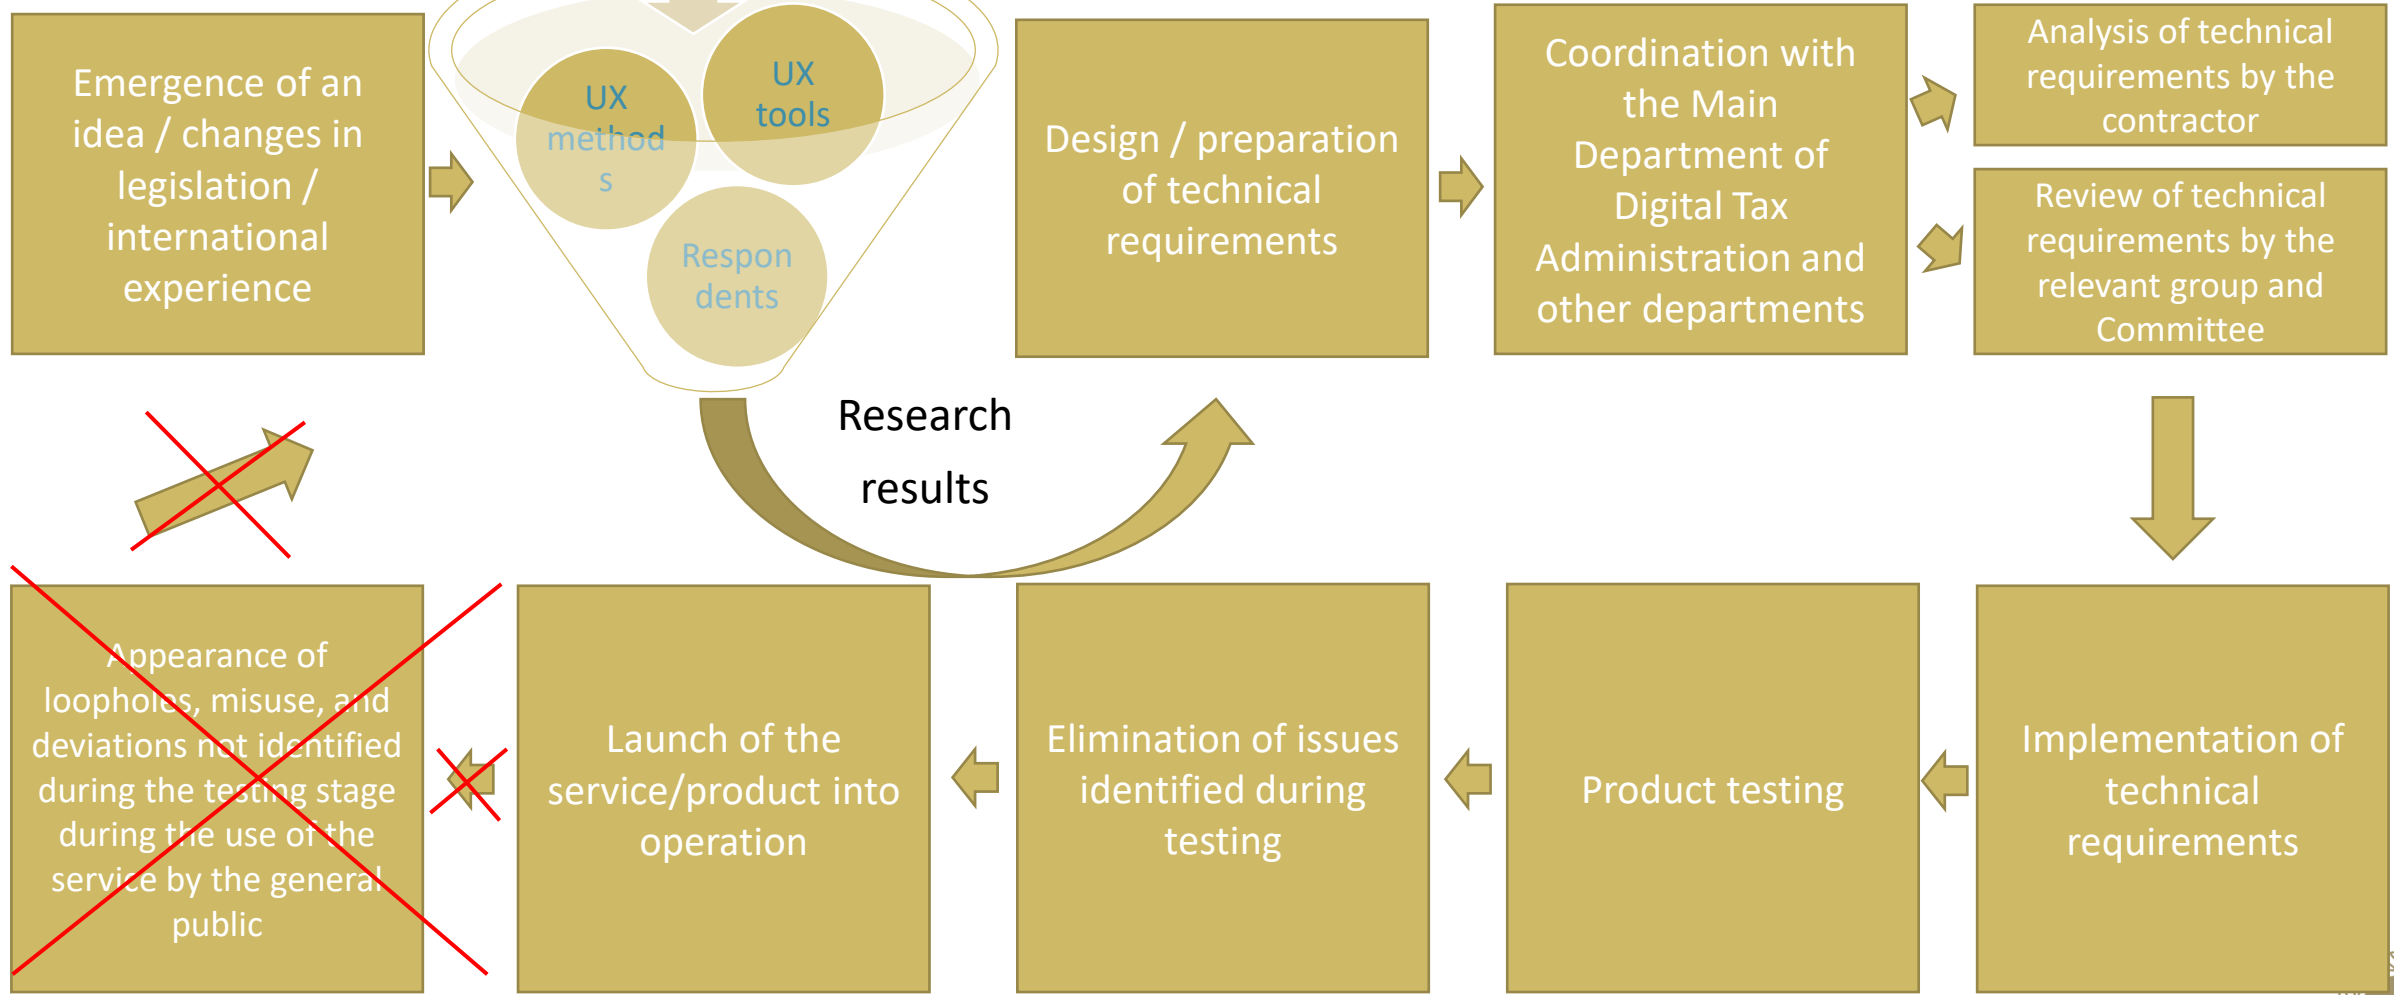 Emergence of an
idea / changes in
legislation /
international
experience
UX
method
s
UX
tools
Respon
dents
Design / preparation
of technical
requirements
Coordination with
the Main
Department of
Digital Tax
Administration and
other departments
Analysis of technical
requirements by the
contractor
Review of technical
requirements by the
relevant group and
Committee
Research
results
Appearance of
loopholes, misuse, and
deviations not identified
during the testing stage
during the use of the
service by the general
public
Launch of the
service/product into
operation
Elimination of issues
identified during
testing
Product testing
Implementation of
technical
requirements